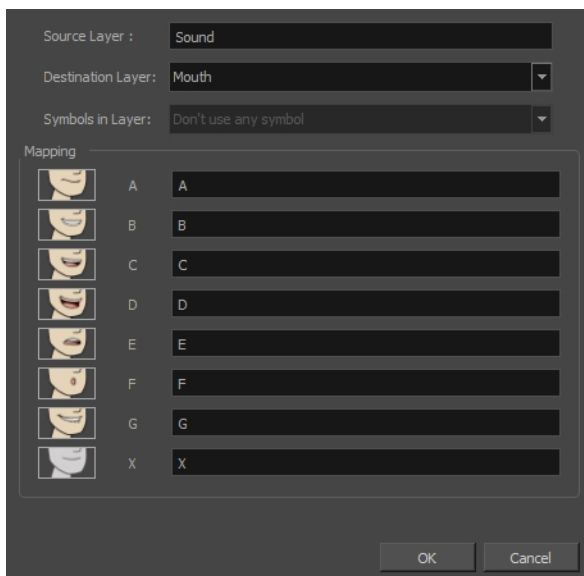 Source Layer : Sound
Destination Layer: Mouth
Symbols in Layer: Don't use any symbol
Mapping
A A
B B
C C
D D
E E
F F
G G
X X
OK Cancel